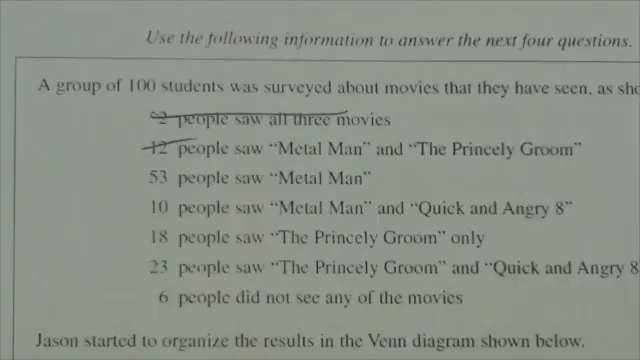 Use the following information to answer the next four questions.
A group of 100 students was surveyed about movies that they have seen, as
2 people saw all three movies
12 people saw “Metal Man” and “The Princely Groom”
53 people saw “Metal Man”
10 people saw “Metal Man” and “Quick and Angry 8”
18 people saw “The Princely Groom” only
23 people saw “The Princely Groom” and “Quick and Angry 8
6 people did not see any of the movies
Jason started to organize the results in the Venn diagram shown below.